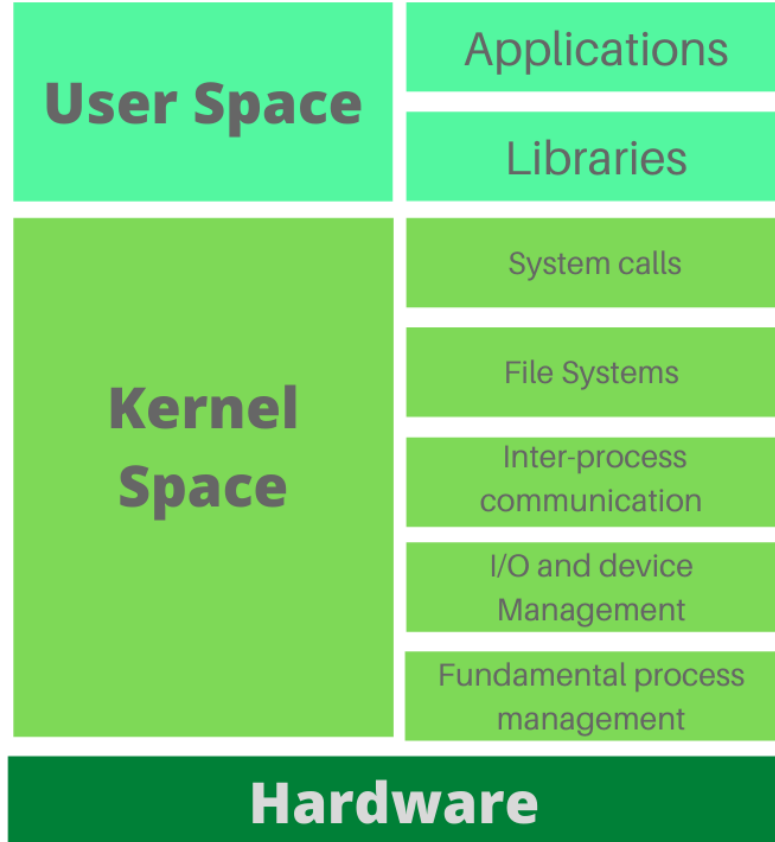 User Space
Applications
Libraries
Kernel
Space
System calls
File Systems
Inter-process
communication
I/O and device
Management
Fundamental process
management
Hardware